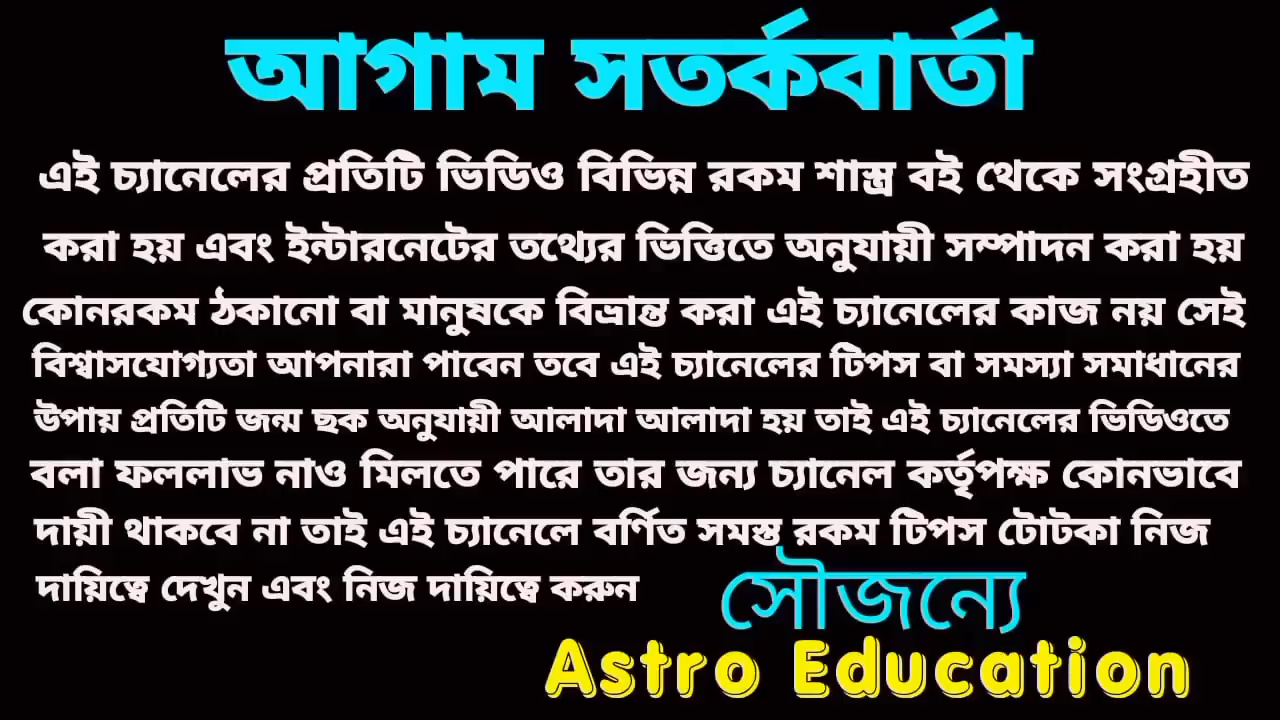 আগাম সতর্কবার্তা
এই চ্যানেলের প্রতিটি ভিডিও বিভিন্ন রকম শাস্ত্র বই থেকে সংগ্রহীত
করা হয় এবং ইন্টারনেটের তথ্যের ভিত্তিতে অনুযায়ী সম্পাদন করা হয়
কোনরকম ঠকানো বা মানুষকে বিভ্রান্ত করা এই চ্যানেলের কাজ নয় সেই
বিশ্বাসযোগ্যতা আপনারা পাবেন তবে এই চ্যানেলের টিপস বা সমস্যা সমাধানের
উপায় প্রতিটি জন্ম ছক অনুযায়ী আলাদা আলাদা হয় তাই এই চ্যানেলের ভিডিওতে
বলা ফললাভ নাও মিলতে পারে তার জন্য চ্যানেল কর্তৃপক্ষ কোনভাবে
দায়ী থাকবে না তাই এই চ্যানেলে বর্ণিত সমস্ত রকম টিপস টোটকা নিজ
দায়িত্বে দেখুন এবং নিজ দায়িত্বে করুন
সৌজন্যে
Astro Education